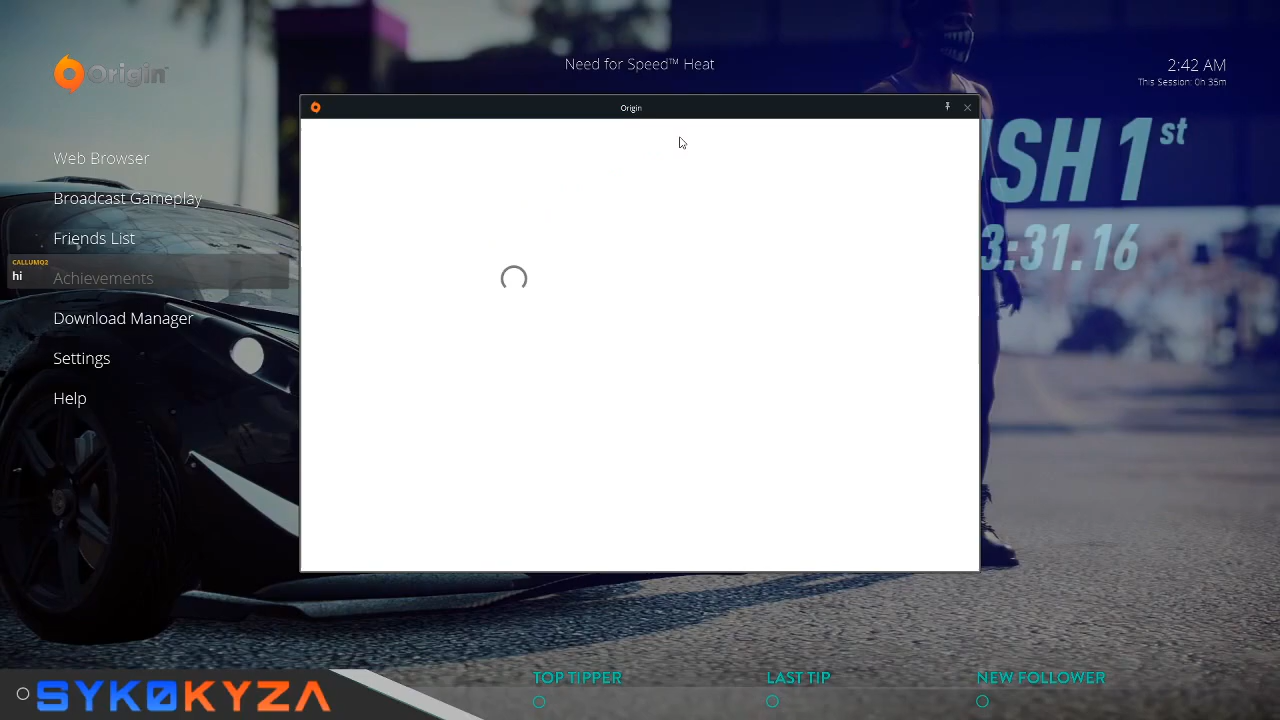 Origin
Need for Speed™ Heat
2:42 AM
This Session: 0h 35m
Origin
Web Browser
Broadcast Gameplay
Friends List
CALLUM02
hi
Achievements
Download Manager
Settings
Help
ISH 1st
3:31.16
SYK0KYZA
TOP TIPPER
LAST TIP
NEW FOLLOWER